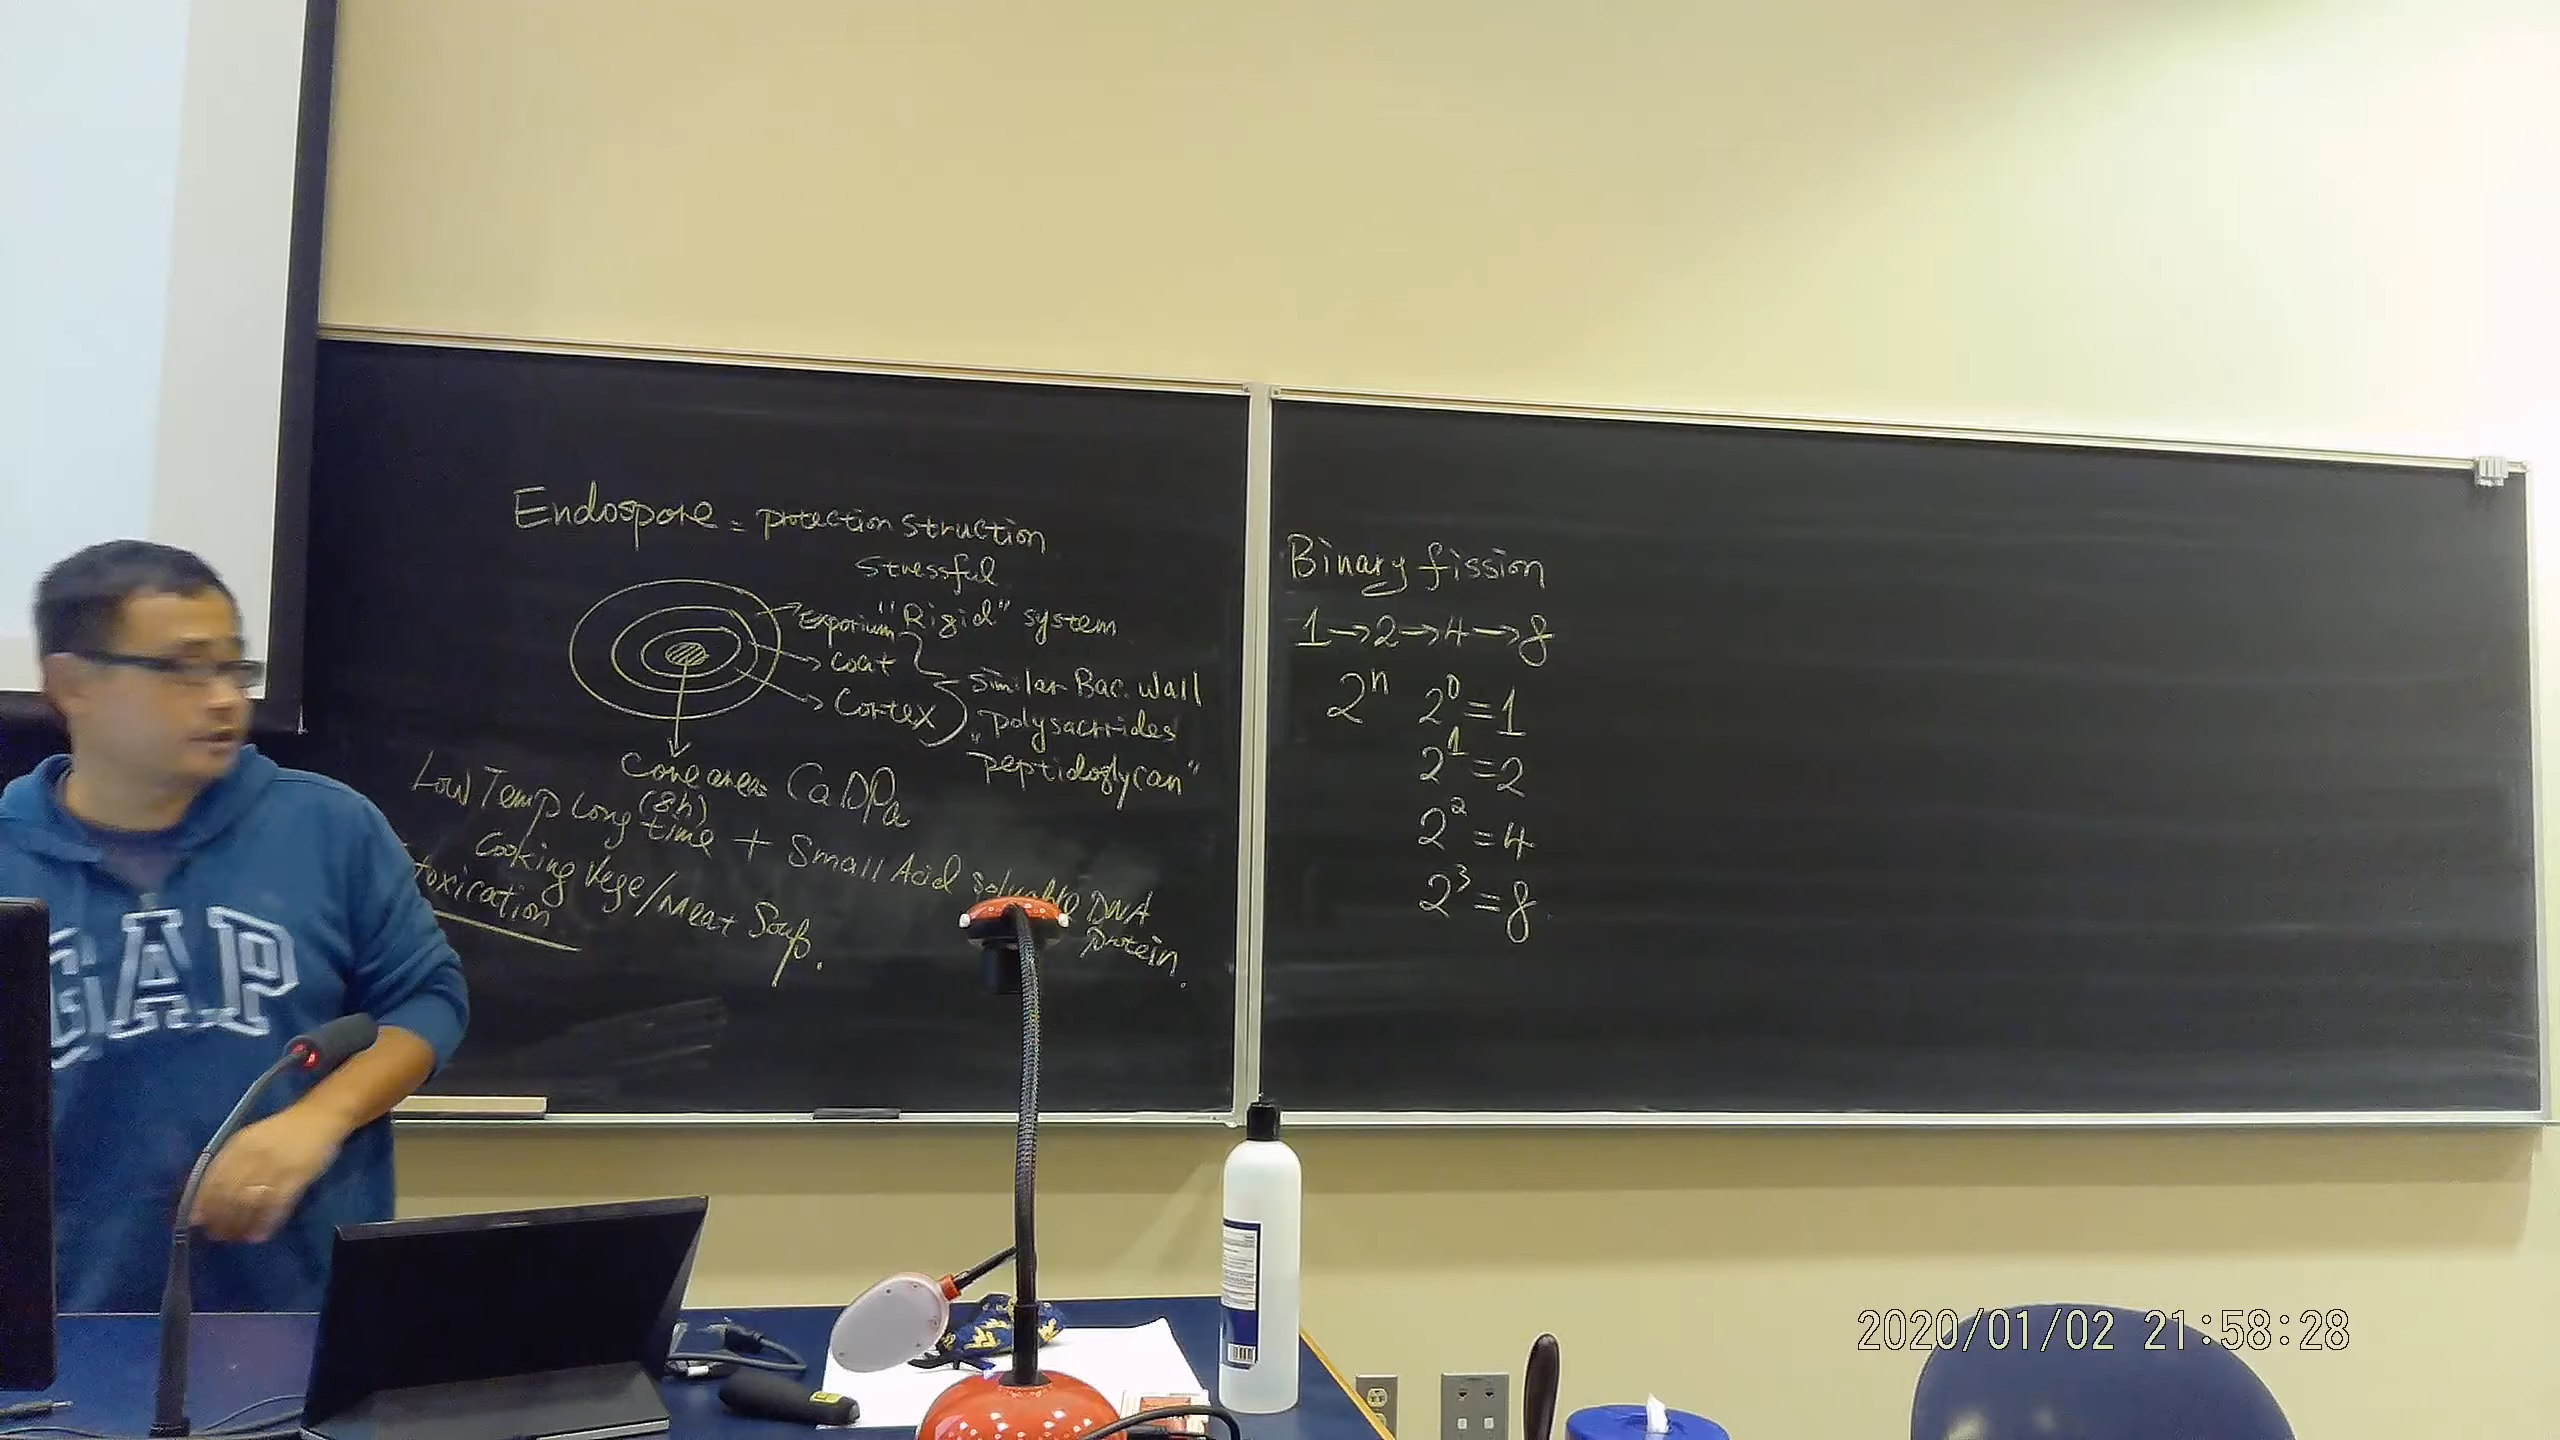 Endospore = protection struction
stressful
"Rigid" system
Exporium
coat
Cortex
Similar Bac. wall
"polysactrides
peptidoglycan"
Core area: CaDPa
Low Temp long time (8h)
+ Small Acid Soluable DNA
Protein.
Cooking Vege/Meat Soup.
toxication
Binary fission
1→2→4→8
2ⁿ 2⁰=1
2¹=2
2²=4
2³=8
GAP
2020/01/02 21:58:28